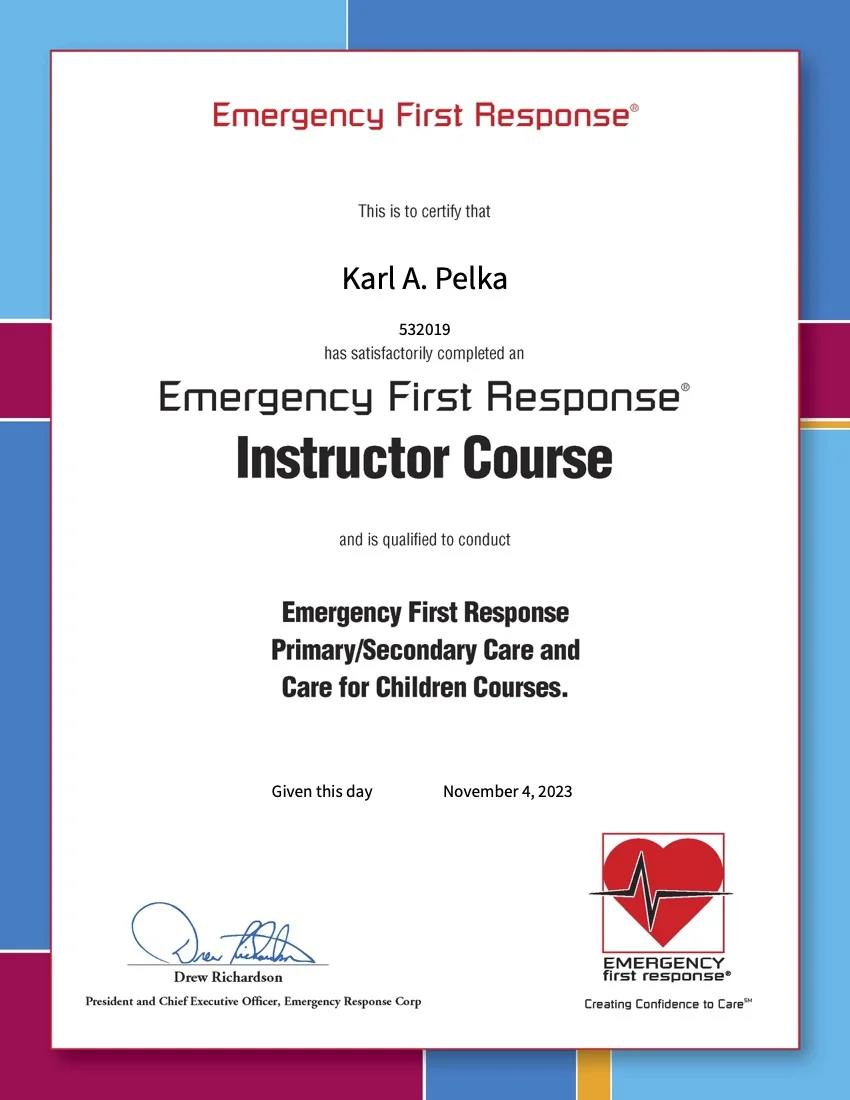 Emergency First Response®
This is to certify that
Karl A. Pelka
532019
has satisfactorily completed an
Emergency First Response®
Instructor Course
and is qualified to conduct
Emergency First Response
Primary/Secondary Care and
Care for Children Courses.
Given this day November 4, 2023
Drew Richardson
Drew Richardson
President and Chief Executive Officer, Emergency Response Corp
EMERGENCY
first response®
Creating Confidence to Care℠